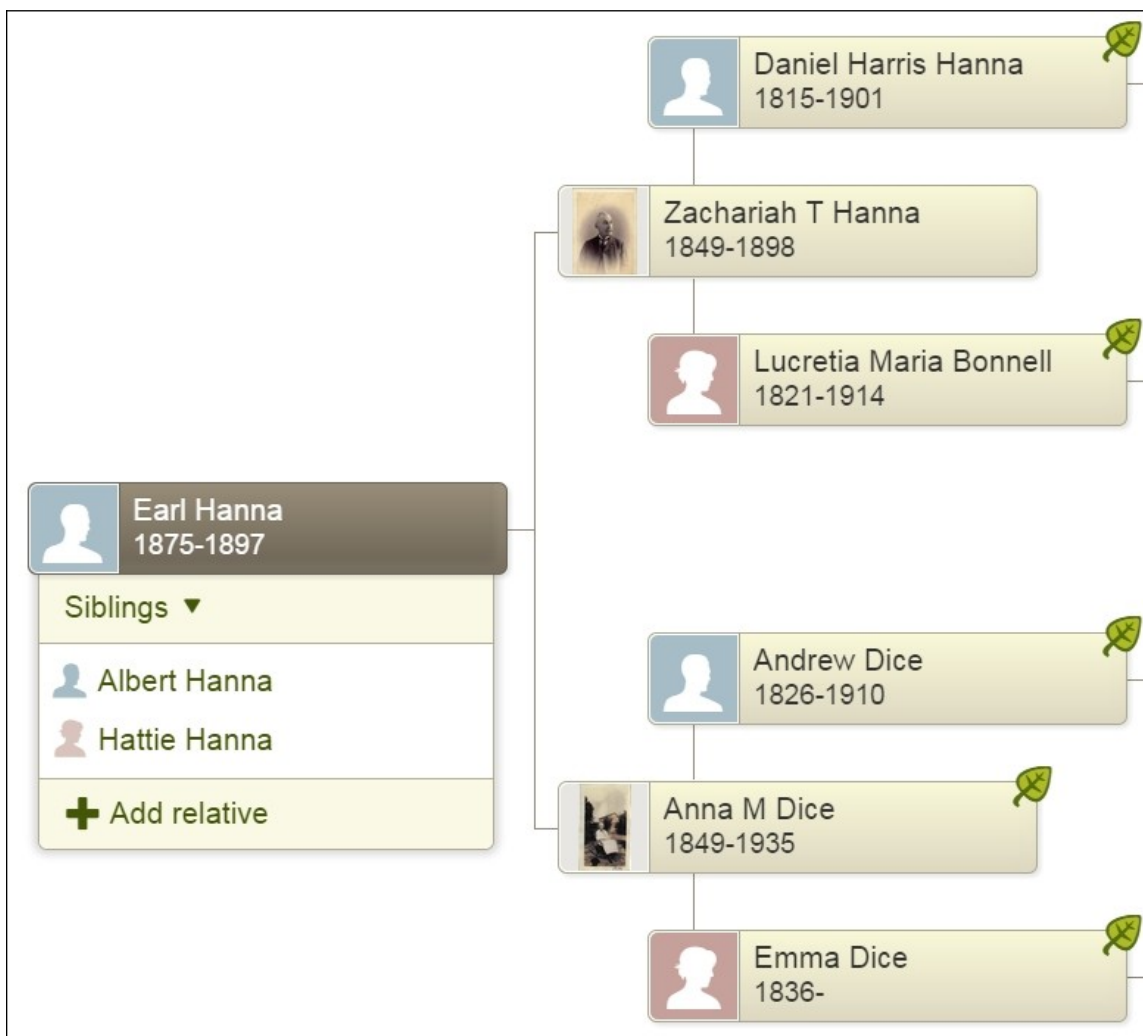 Daniel Harris Hanna
1815-1901
Zachariah T Hanna
1849-1898
Lucretia Maria Bonnell
1821-1914
Earl Hanna
1875-1897
Siblings
Albert Hanna
Hattie Hanna
Add relative
Andrew Dice
1826-1910
Anna M Dice
1849-1935
Emma Dice
1836-